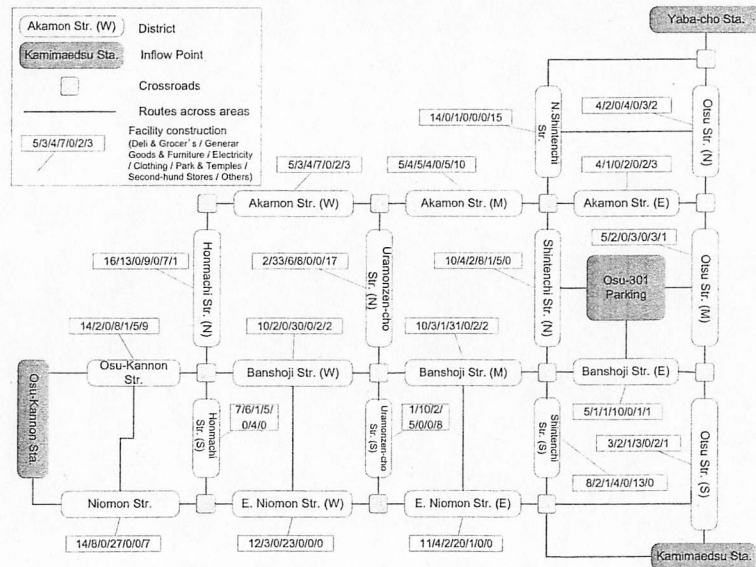 Akamon Str. (W)
District
Kamimaedsu Sta.
Inflow Point
Crossroads
Routes across areas
5/3/4/7/0/2/3
Facility construction
(Deli & Grocer's / Generar
Goods & Furniture / Electricity
/ Clothing / Park & Temples /
Second-hund Stores / Others)
Yaba-cho Sta.
14/0/1/0/0/0/15
N.Shintenchi
Str.
4/2/0/4/0/3/2
Otsu Str. (N)
5/3/4/7/0/2/3
5/4/5/4/0/5/10
4/1/0/2/0/2/3
Akamon Str. (W)
Akamon Str. (M)
Akamon Str. (E)
16/13/0/9/0/7/1
Honmachi Str. (N)
2/33/6/8/0/0/17
Uramonzen-cho
Str. (N)
10/4/2/8/1/5/0
Shintenchi Str. (N)
5/2/0/3/0/3/1
Osu-301
Parking
Otsu Str. (M)
14/2/0/8/1/5/9
10/2/0/30/0/2/2
10/3/1/31/0/2/2
Osu-Kannon
Str.
Banshoji Str. (W)
Banshoji Str. (M)
Banshoji Str. (E)
Osu-Kannon Sta.
Honmachi
Str. (S)
7/6/1/5/
0/4/0
Uramonzen-cho
Str. (S)
1/10/2/
5/0/0/8
Shintenchi
Str. (S)
5/1/1/10/0/1/1
3/2/1/3/0/2/1
Otsu Str. (S)
8/2/1/4/0/13/0
Niomon Str.
E. Niomon Str. (W)
E. Niomon Str. (E)
14/8/0/27/0/0/7
12/3/0/23/0/0/0
11/4/2/20/1/0/0
Kamimaedsu Sta.